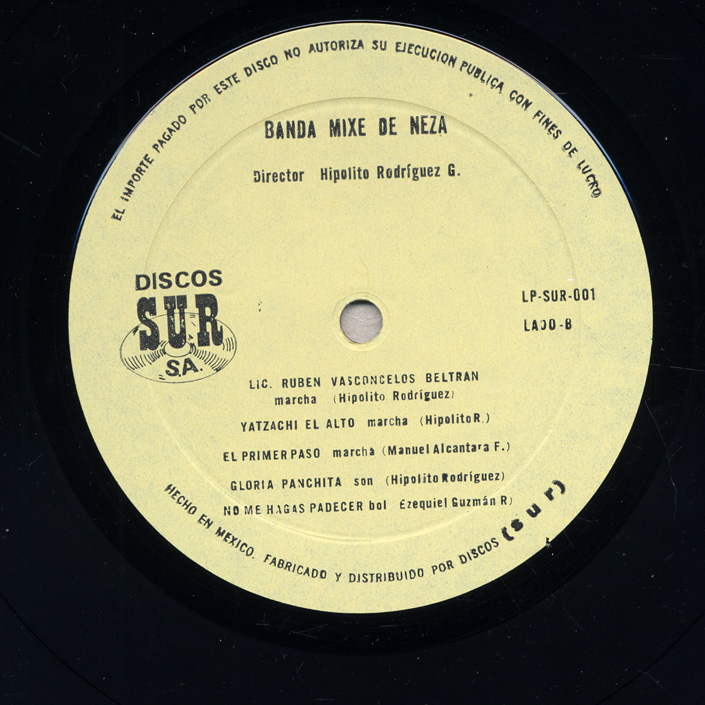 EL IMPORTE PAGADO POR ESTE DISCO NO AUTORIZA SU EJECUCION PUBLICA CON FINES DE LUCRO
BANDA MIXE DE NEZA
Director Hipolito Rodríguez G.
DISCOS
SUR
S.A.
LP-SUR-001
LADO-B
LIC. RUBEN VASCONCELOS BELTRAN
marcha (Hipolito Rodríguez)
YATZACHI EL ALTO marcha (Hipolito R.)
EL PRIMER PASO marcha (Manuel Alcantara F.)
GLORIA PANCHITA son (Hipolito Rodríguez)
NO ME HAGAS PADECER bol Ezequiel Guzmán R)
HECHO EN MEXICO. FABRICADO Y DISTRIBUIDO POR DISCOS (sur)